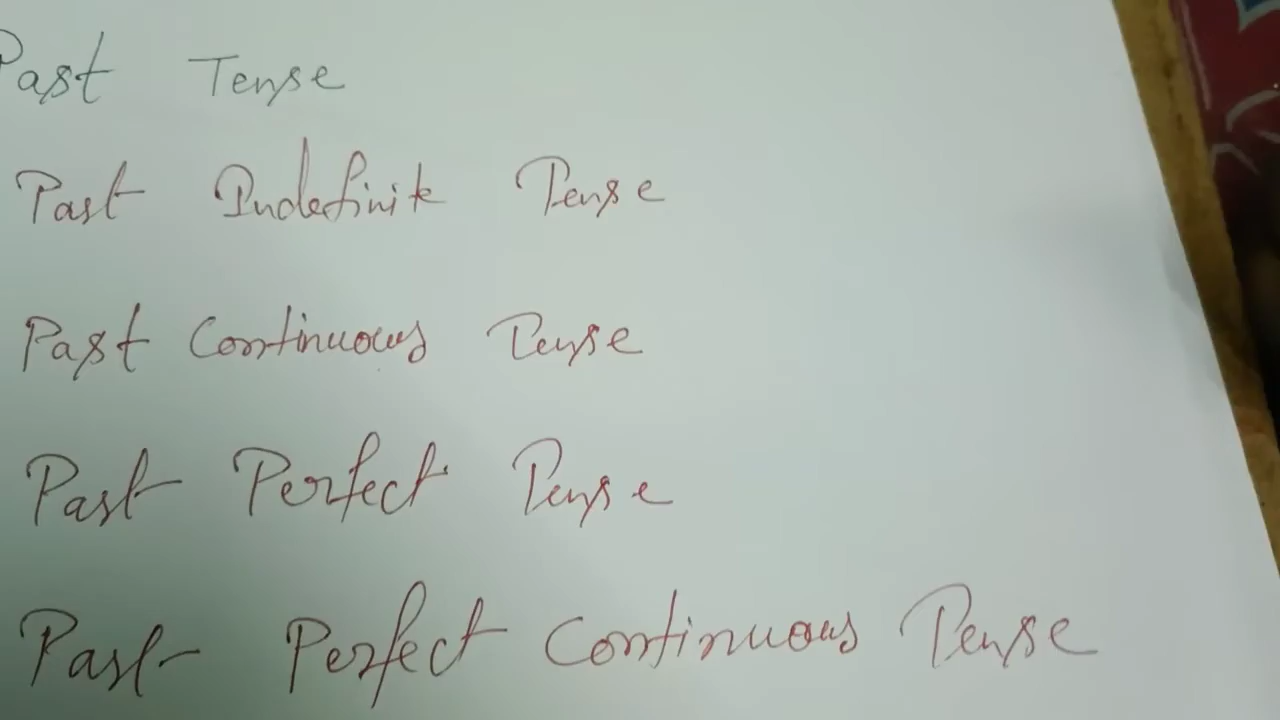 Past Tense
Past Indefinite Tense
Past Continuous Tense
Past Perfect Tense
Past Perfect Continuous Tense